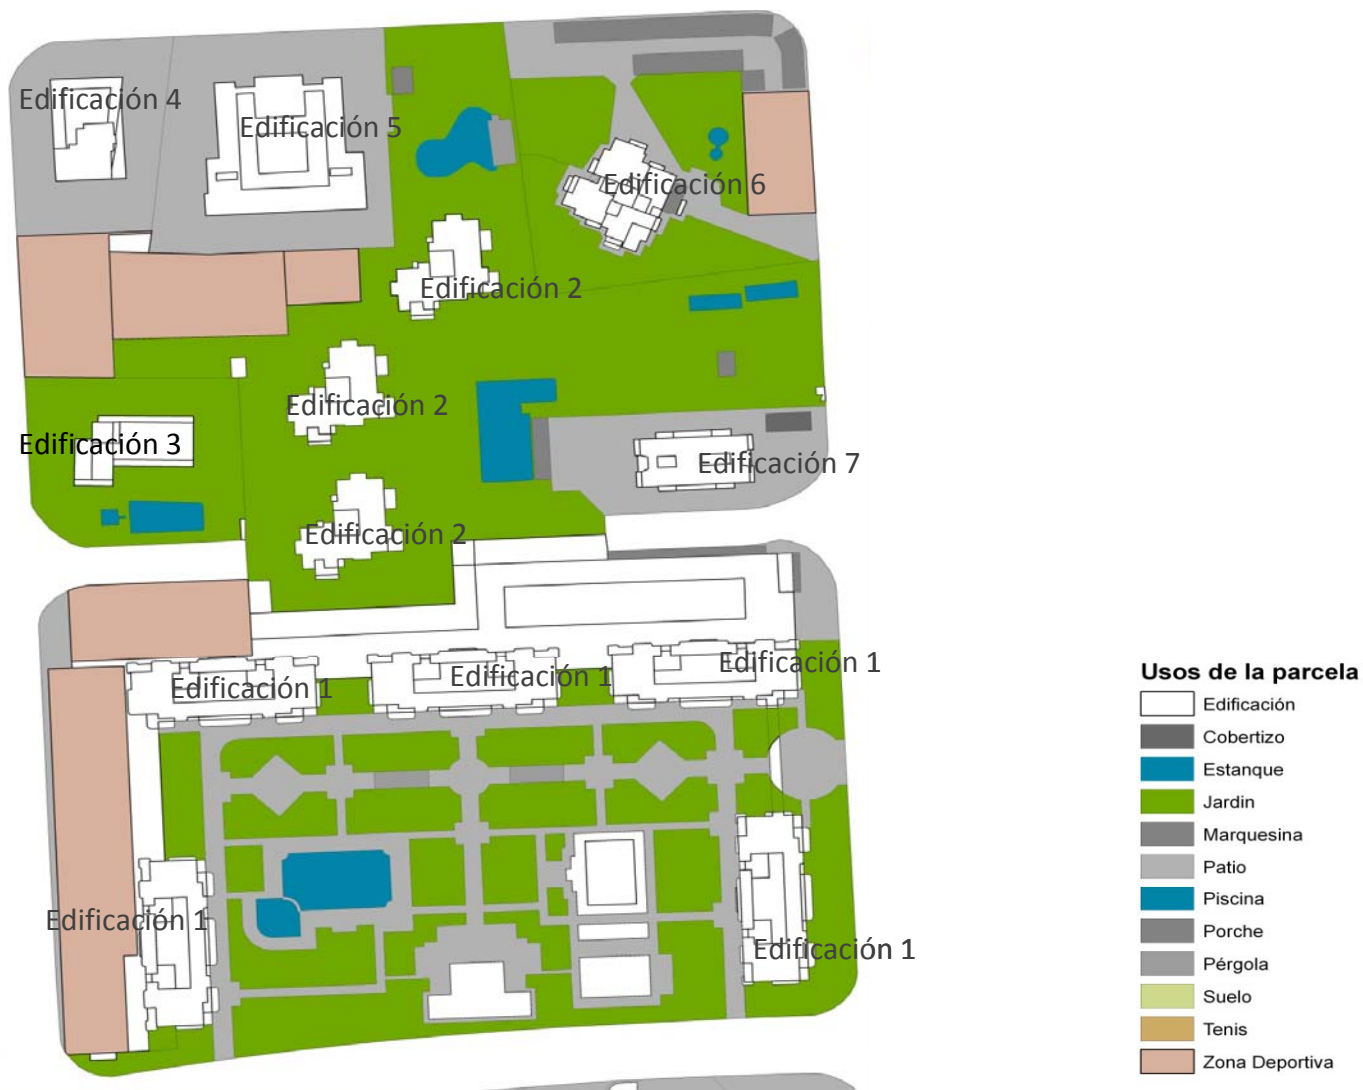 Edificación 4
Edificación 5
Edificación 6
Edificación 2
Edificación 2
Edificación 3
Edificación 7
Edificación 2
Edificación 1
Edificación 1
Edificación 1
Edificación 1
Edificación 1
Usos de la parcela
Edificación
Cobertizo
Estanque
Jardin
Marquesina
Patio
Piscina
Porche
Pérgola
Suelo
Tenis
Zona Deportiva